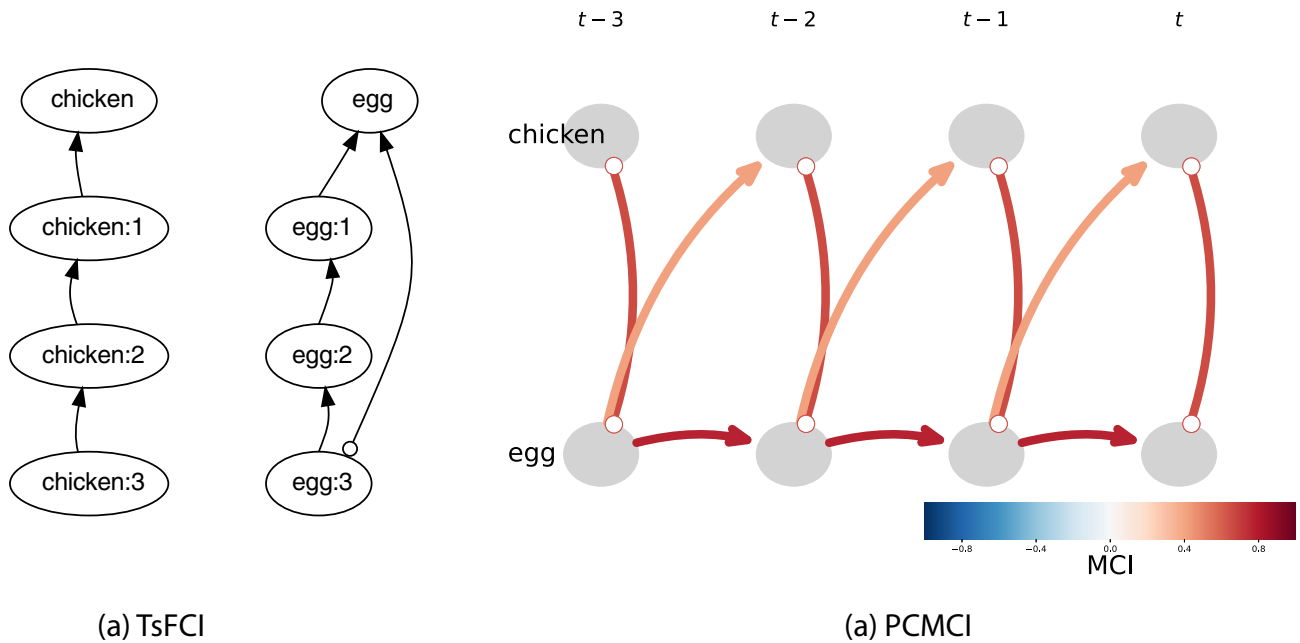 chicken
egg
chicken:1
egg:1
chicken:2
egg:2
chicken:3
egg:3
(a) TsFCI
t − 3
t − 2
t − 1
t
chicken
egg
−0.8
−0.4
0.0
0.4
0.8
MCI
(a) PCMCI